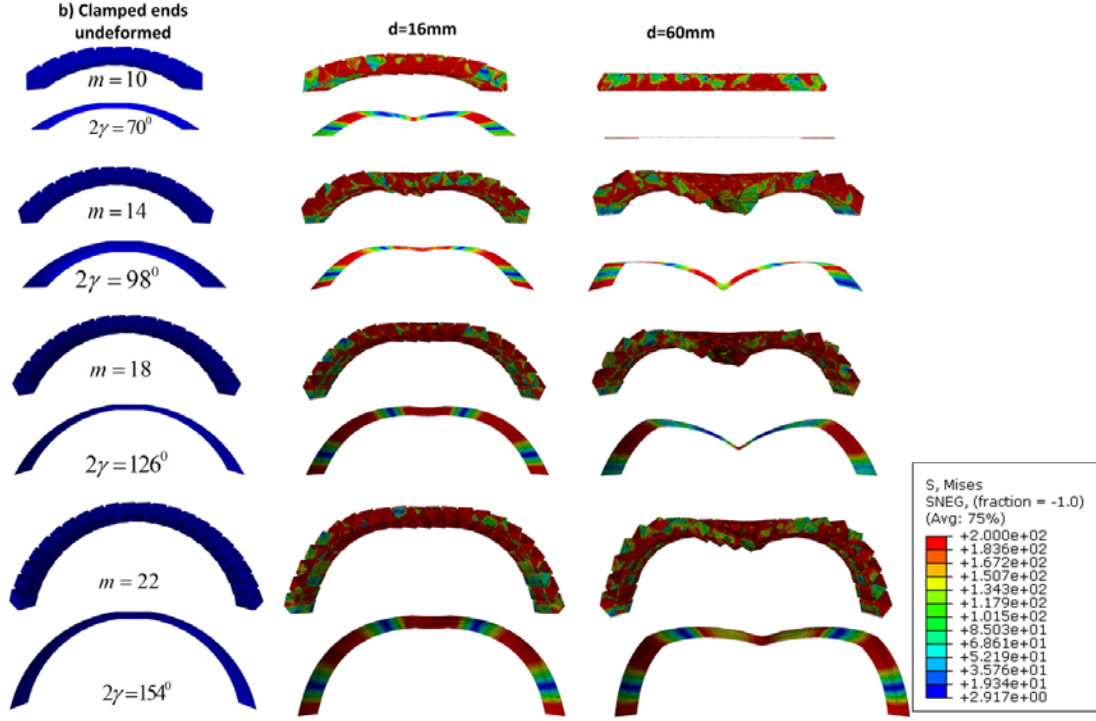 b) Clamped ends
undeformed
d=16mm
d=60mm
m = 10
2γ = 70⁰
m = 14
2γ = 98⁰
m = 18
2γ = 126⁰
m = 22
2γ = 154⁰
S, Mises
SNEG, (fraction = -1.0)
(Avg: 75%)
+2.000e+02
+1.836e+02
+1.672e+02
+1.507e+02
+1.343e+02
+1.179e+02
+1.015e+02
+8.503e+01
+6.861e+01
+5.219e+01
+3.576e+01
+1.934e+01
+2.917e+00